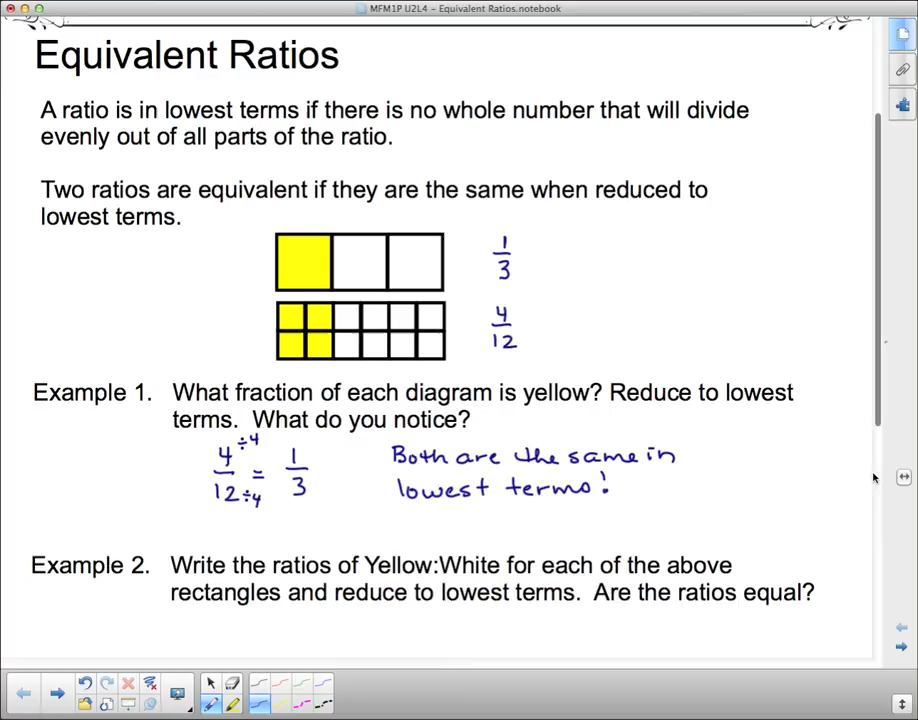 MFM1P U2L4 – Equivalent Ratios.notebook
Equivalent Ratios
A ratio is in lowest terms if there is no whole number that will divide
evenly out of all parts of the ratio.
Two ratios are equivalent if they are the same when reduced to
lowest terms.
1
3
4
12
Example 1. What fraction of each diagram is yellow? Reduce to lowest
terms. What do you notice?
4 ÷4 = 1
12 ÷4 3
Both are the same in
lowest terms!
Example 2. Write the ratios of Yellow:White for each of the above
rectangles and reduce to lowest terms. Are the ratios equal?